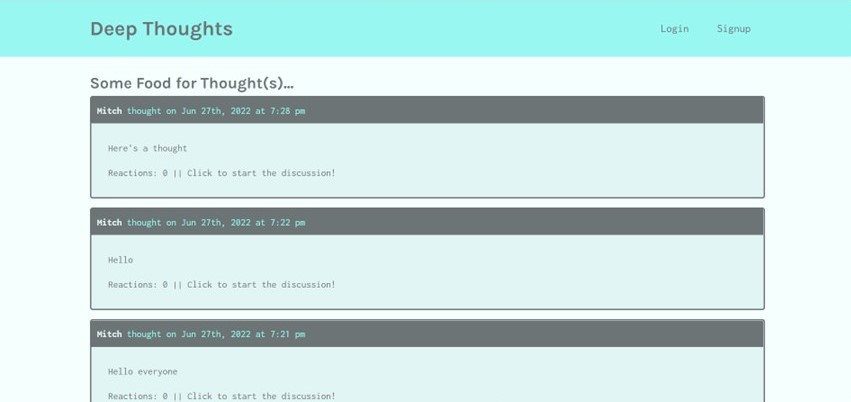 Deep Thoughts
Login
Signup
Some Food for Thought(s)...
Mitch thought on Jun 27th, 2022 at 7:28 pm
Here's a thought
Reactions: 0 || Click to start the discussion!
Mitch thought on Jun 27th, 2022 at 7:22 pm
Hello
Reactions: 0 || Click to start the discussion!
Mitch thought on Jun 27th, 2022 at 7:21 pm
Hello everyone
Reactions: 0 || Click to start the discussion!